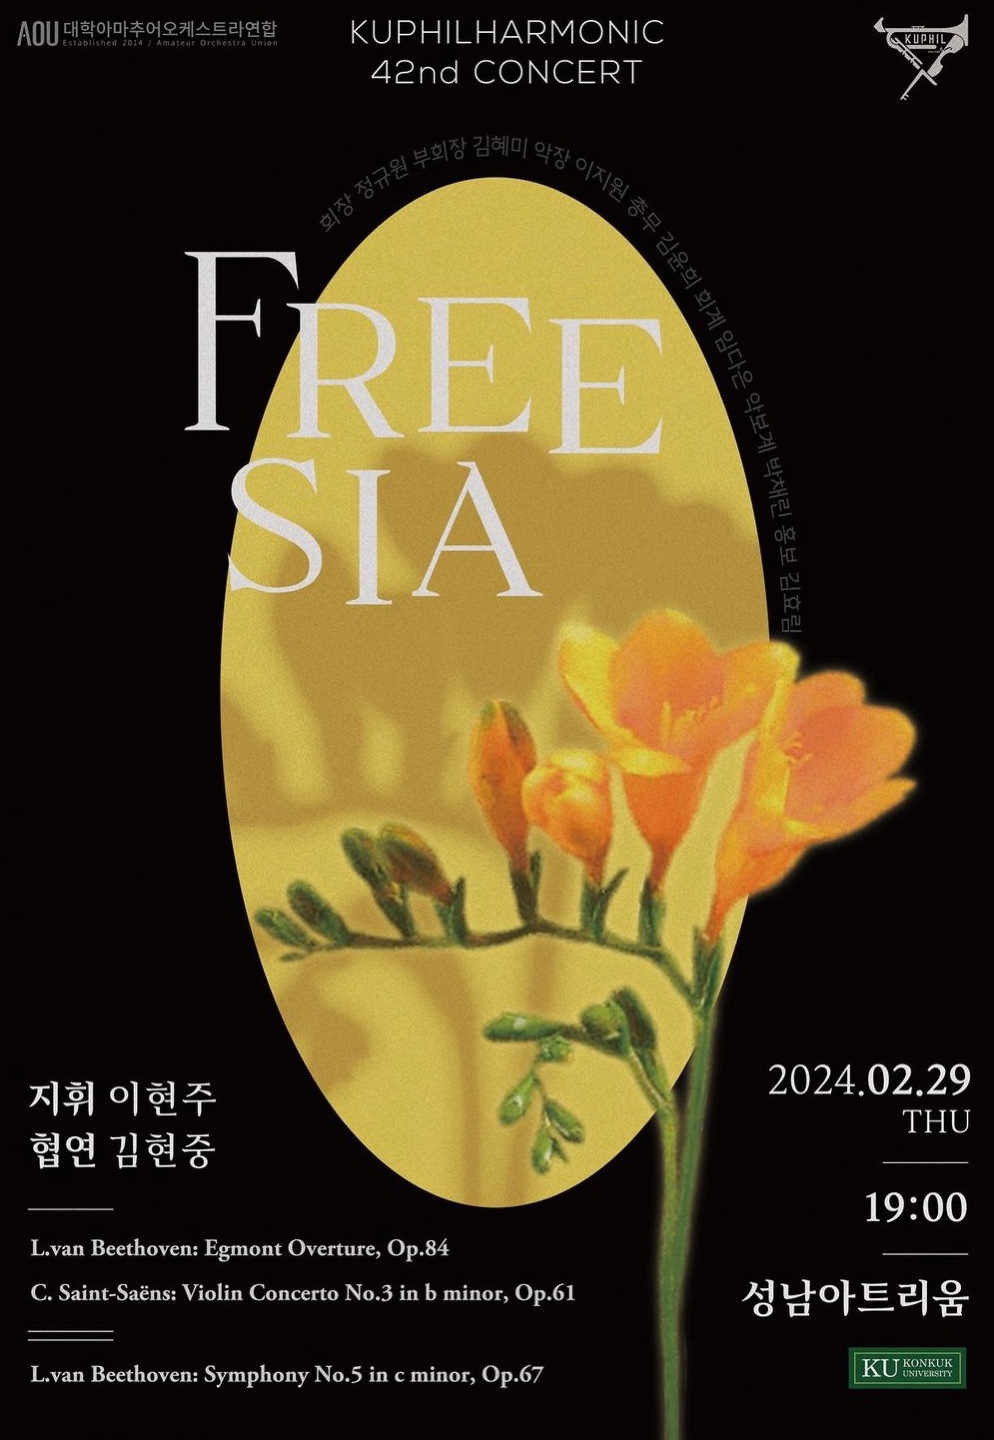 AOU 대학아마추어오케스트라연합
Established 2014 / Amateur Orchestra Union
KUPHILHARMONIC
42nd CONCERT
KUPHIL
회장 정규원 부회장 김혜미 악장 이지원 총무 김윤희 회계 임다은 악보계 박채린 홍보 김효림
FREE
SIA
지휘 이현주
협연 김현중
L.van Beethoven: Egmont Overture, Op.84
C. Saint-Saëns: Violin Concerto No.3 in b minor, Op.61
L.van Beethoven: Symphony No.5 in c minor, Op.67
2024.02.29
THU
19:00
성남아트리움
KU KONKUK
UNIVERSITY